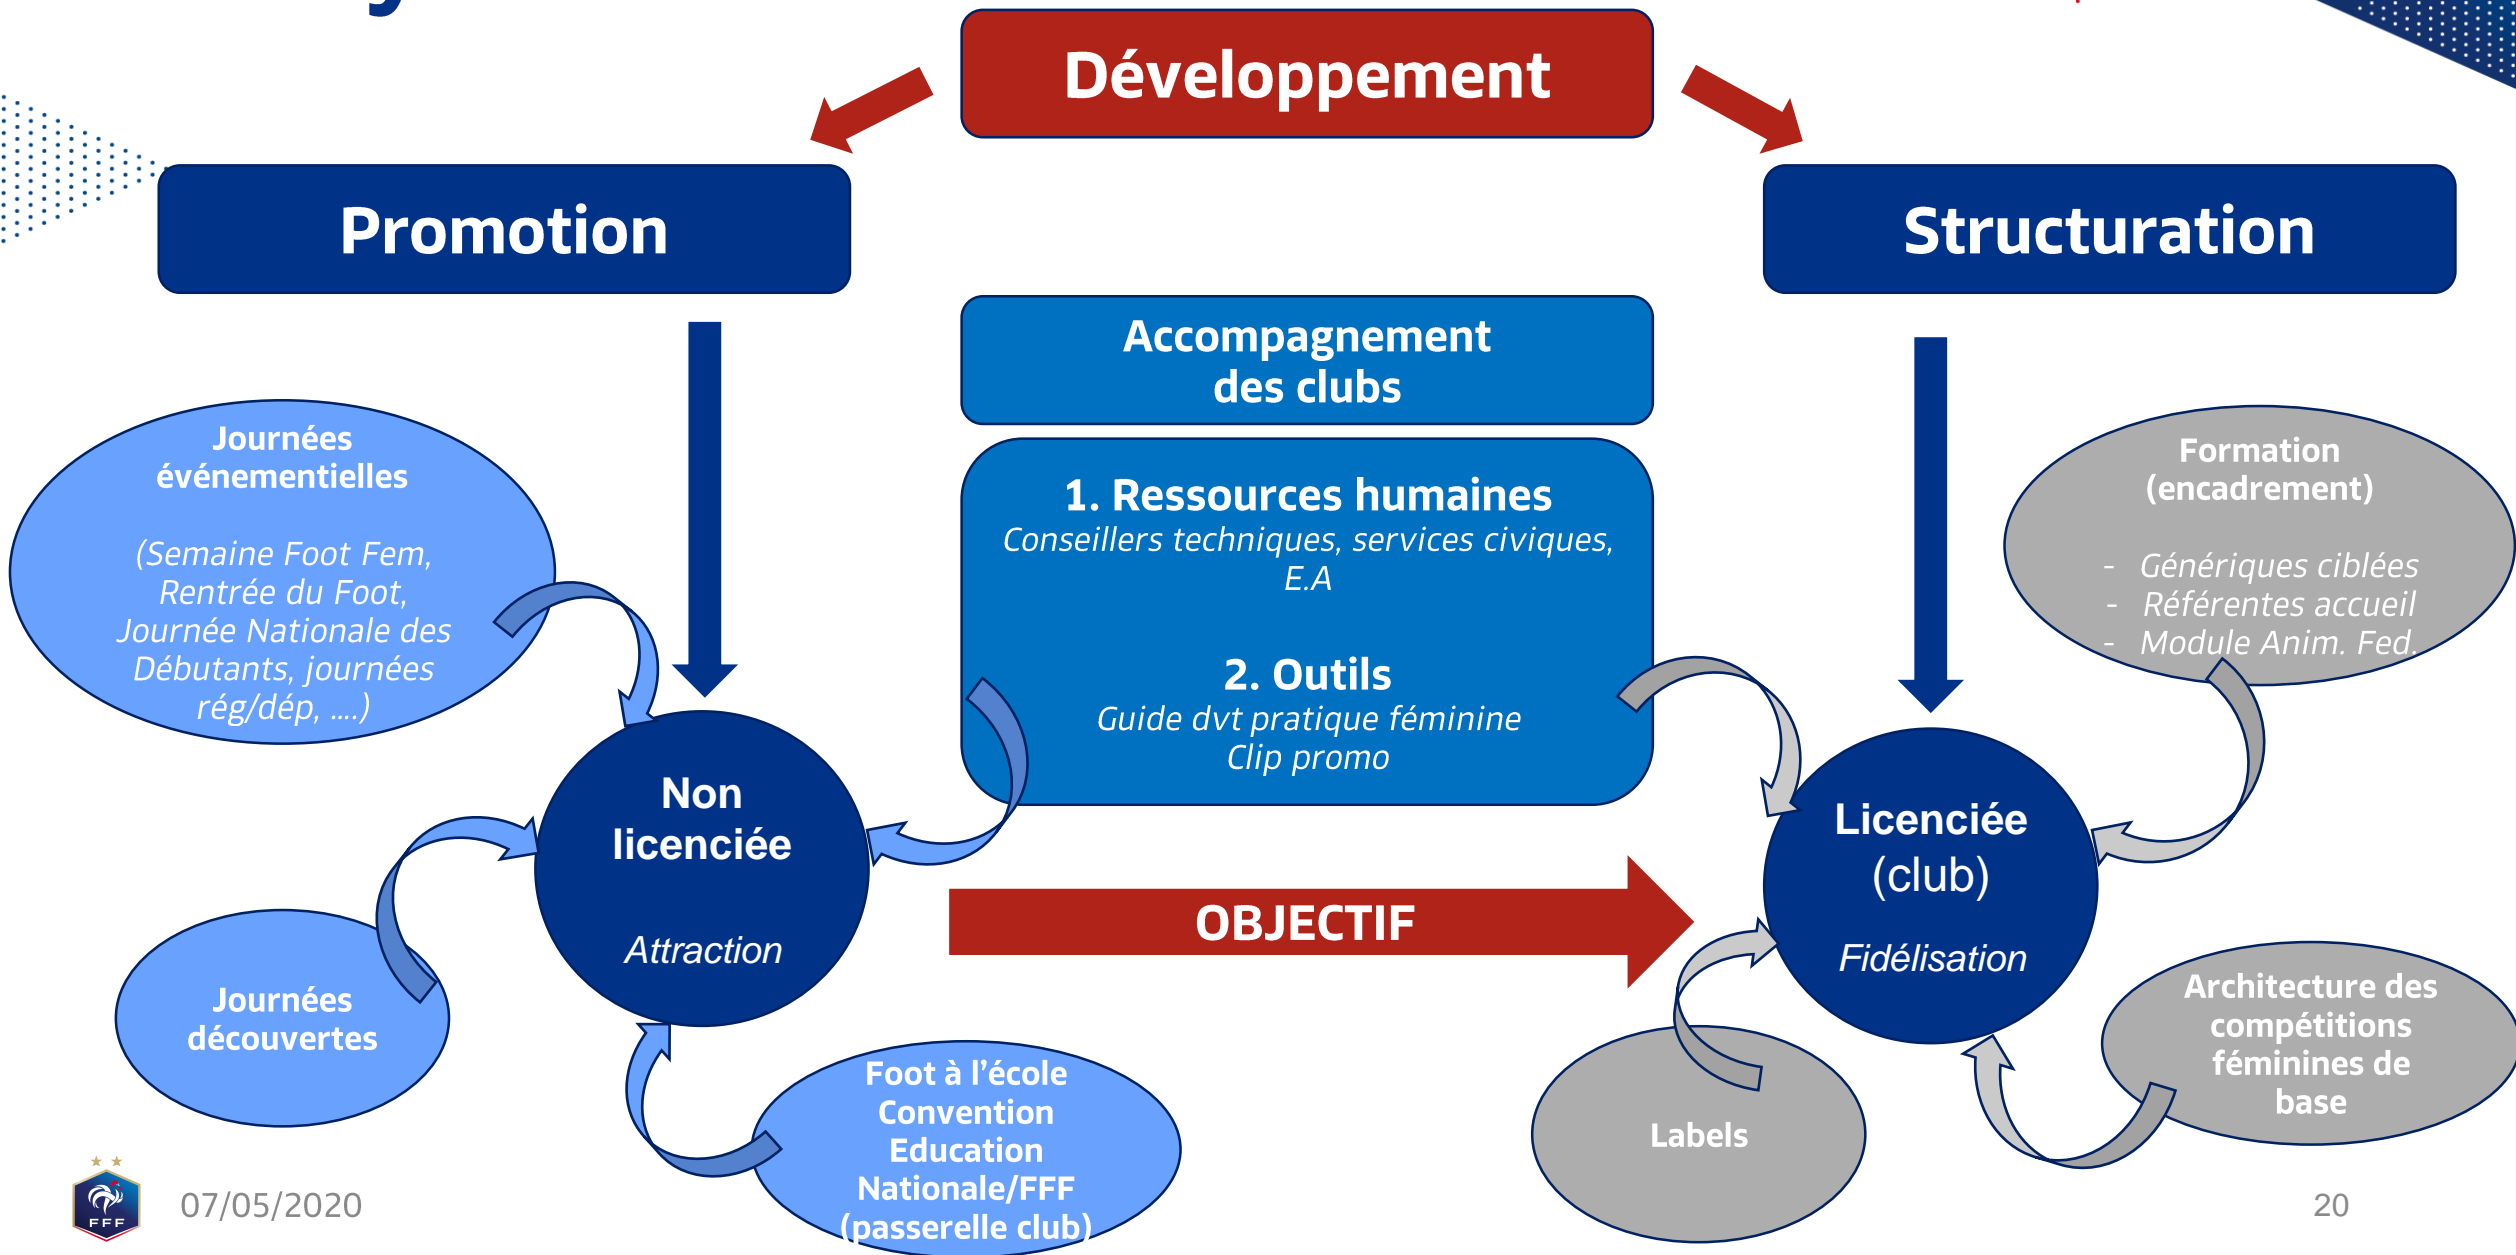 Développement
Promotion
Structuration
Accompagnement
des clubs
Journées
événementielles
(Semaine Foot Fem,
Rentrée du Foot,
Journée Nationale des
Débutants, journées
rég/dép, ....)
1. Ressources humaines
Conseillers techniques, services civiques,
E.A
2. Outils
Guide dvt pratique féminine
Clip promo
Formation
(encadrement)
- Génériques ciblées
- Référentes accueil
- Module Anim. Fed.
Non
licenciée
Attraction
Licenciée
(club)
Fidélisation
OBJECTIF
Journées
découvertes
Foot à l'école
Convention
Education
Nationale/FFF
(passerelle club)
Labels
Architecture des
compétitions
féminines de
base
FFF
07/05/2020
20